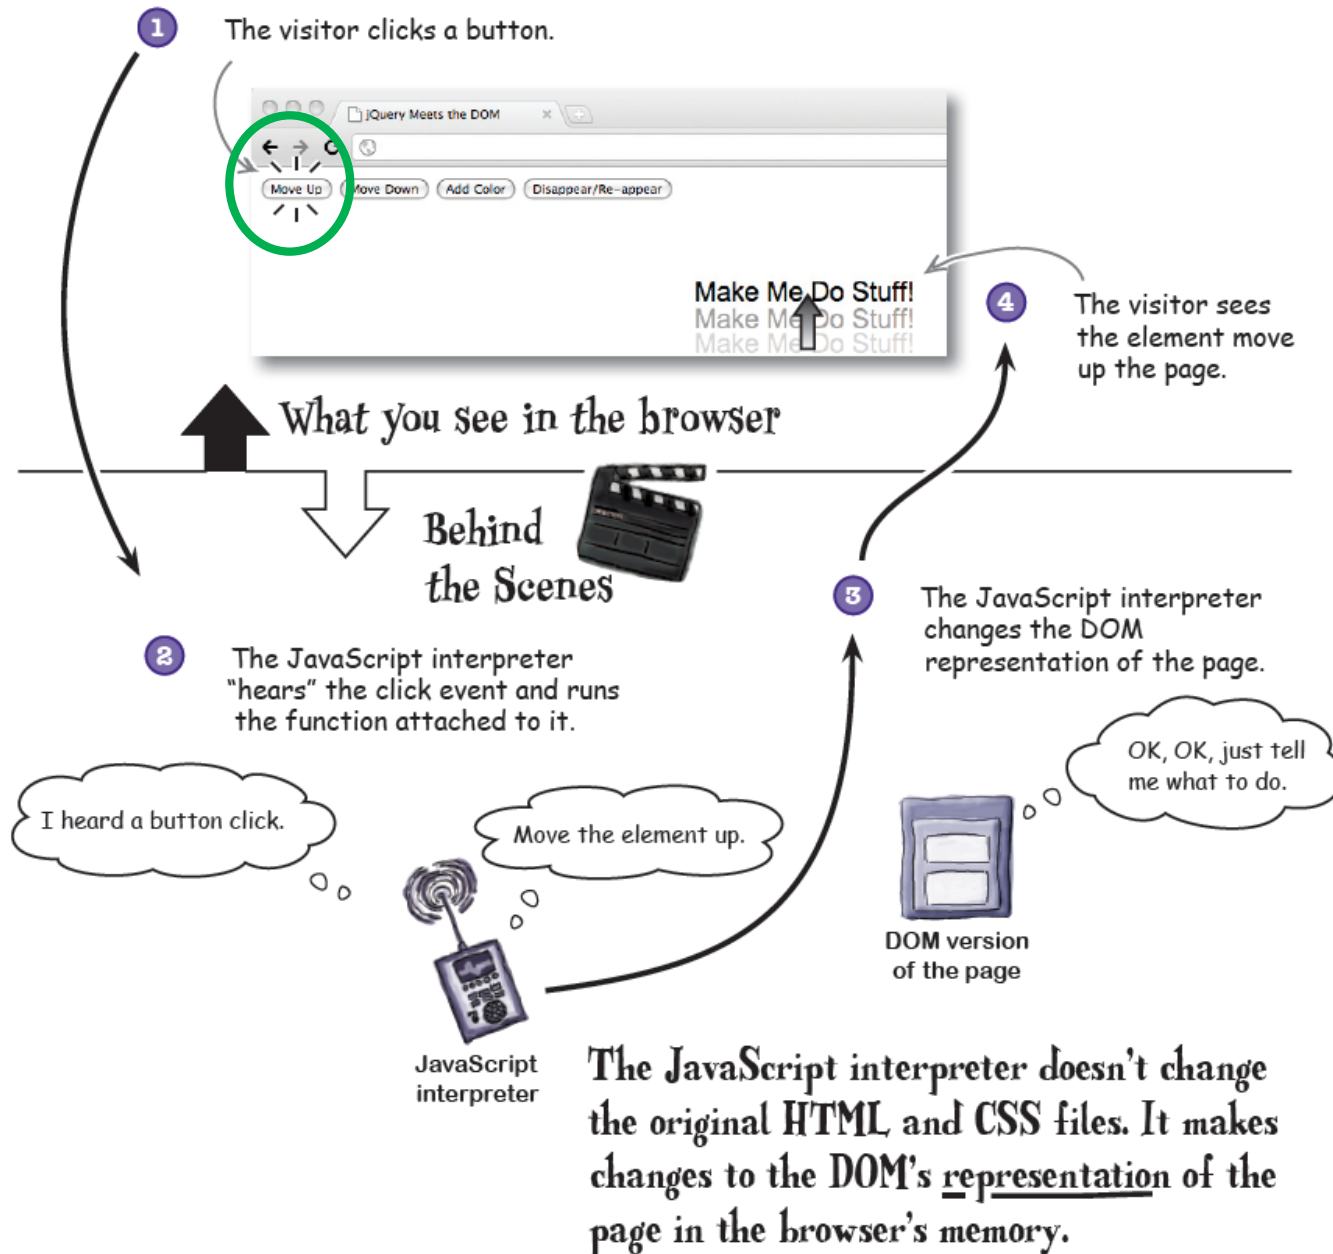 1
The visitor clicks a button.
jQuery Meets the DOM
Move Up
Move Down
Add Color
Disappear/Re-appear
Make Me Do Stuff!
Make Me Do Stuff!
Make Me Do Stuff!
4
The visitor sees
the element move
up the page.
What you see in the browser
Behind
the Scenes
2
The JavaScript interpreter
“hears” the click event and runs
the function attached to it.
3
The JavaScript interpreter
changes the DOM
representation of the page.
I heard a button click.
Move the element up.
OK, OK, just tell
me what to do.
JavaScript
interpreter
DOM version
of the page
The JavaScript interpreter doesn't change
the original HTML and CSS files. It makes
changes to the DOM's representation of the
page in the browser's memory.